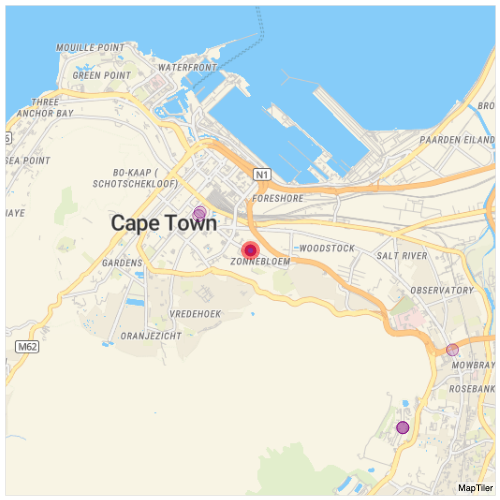 MOUILLE POINT
GREEN POINT
WATERFRONT
THREE
ANCHOR BAY
BRO
PAARDEN EILAND
SEA POINT
BO-KAAP (
SCHOTSCHEKLOOF)
N1
FORESHORE
HAYE
Cape Town
WOODSTOCK
SALT RIVER
GARDENS
ZONNEBLOEM
OBSERVATORY
VREDEHOEK
ORANJEZICHT
M62
MOWBRAY
ROSEBANK
MapTiler